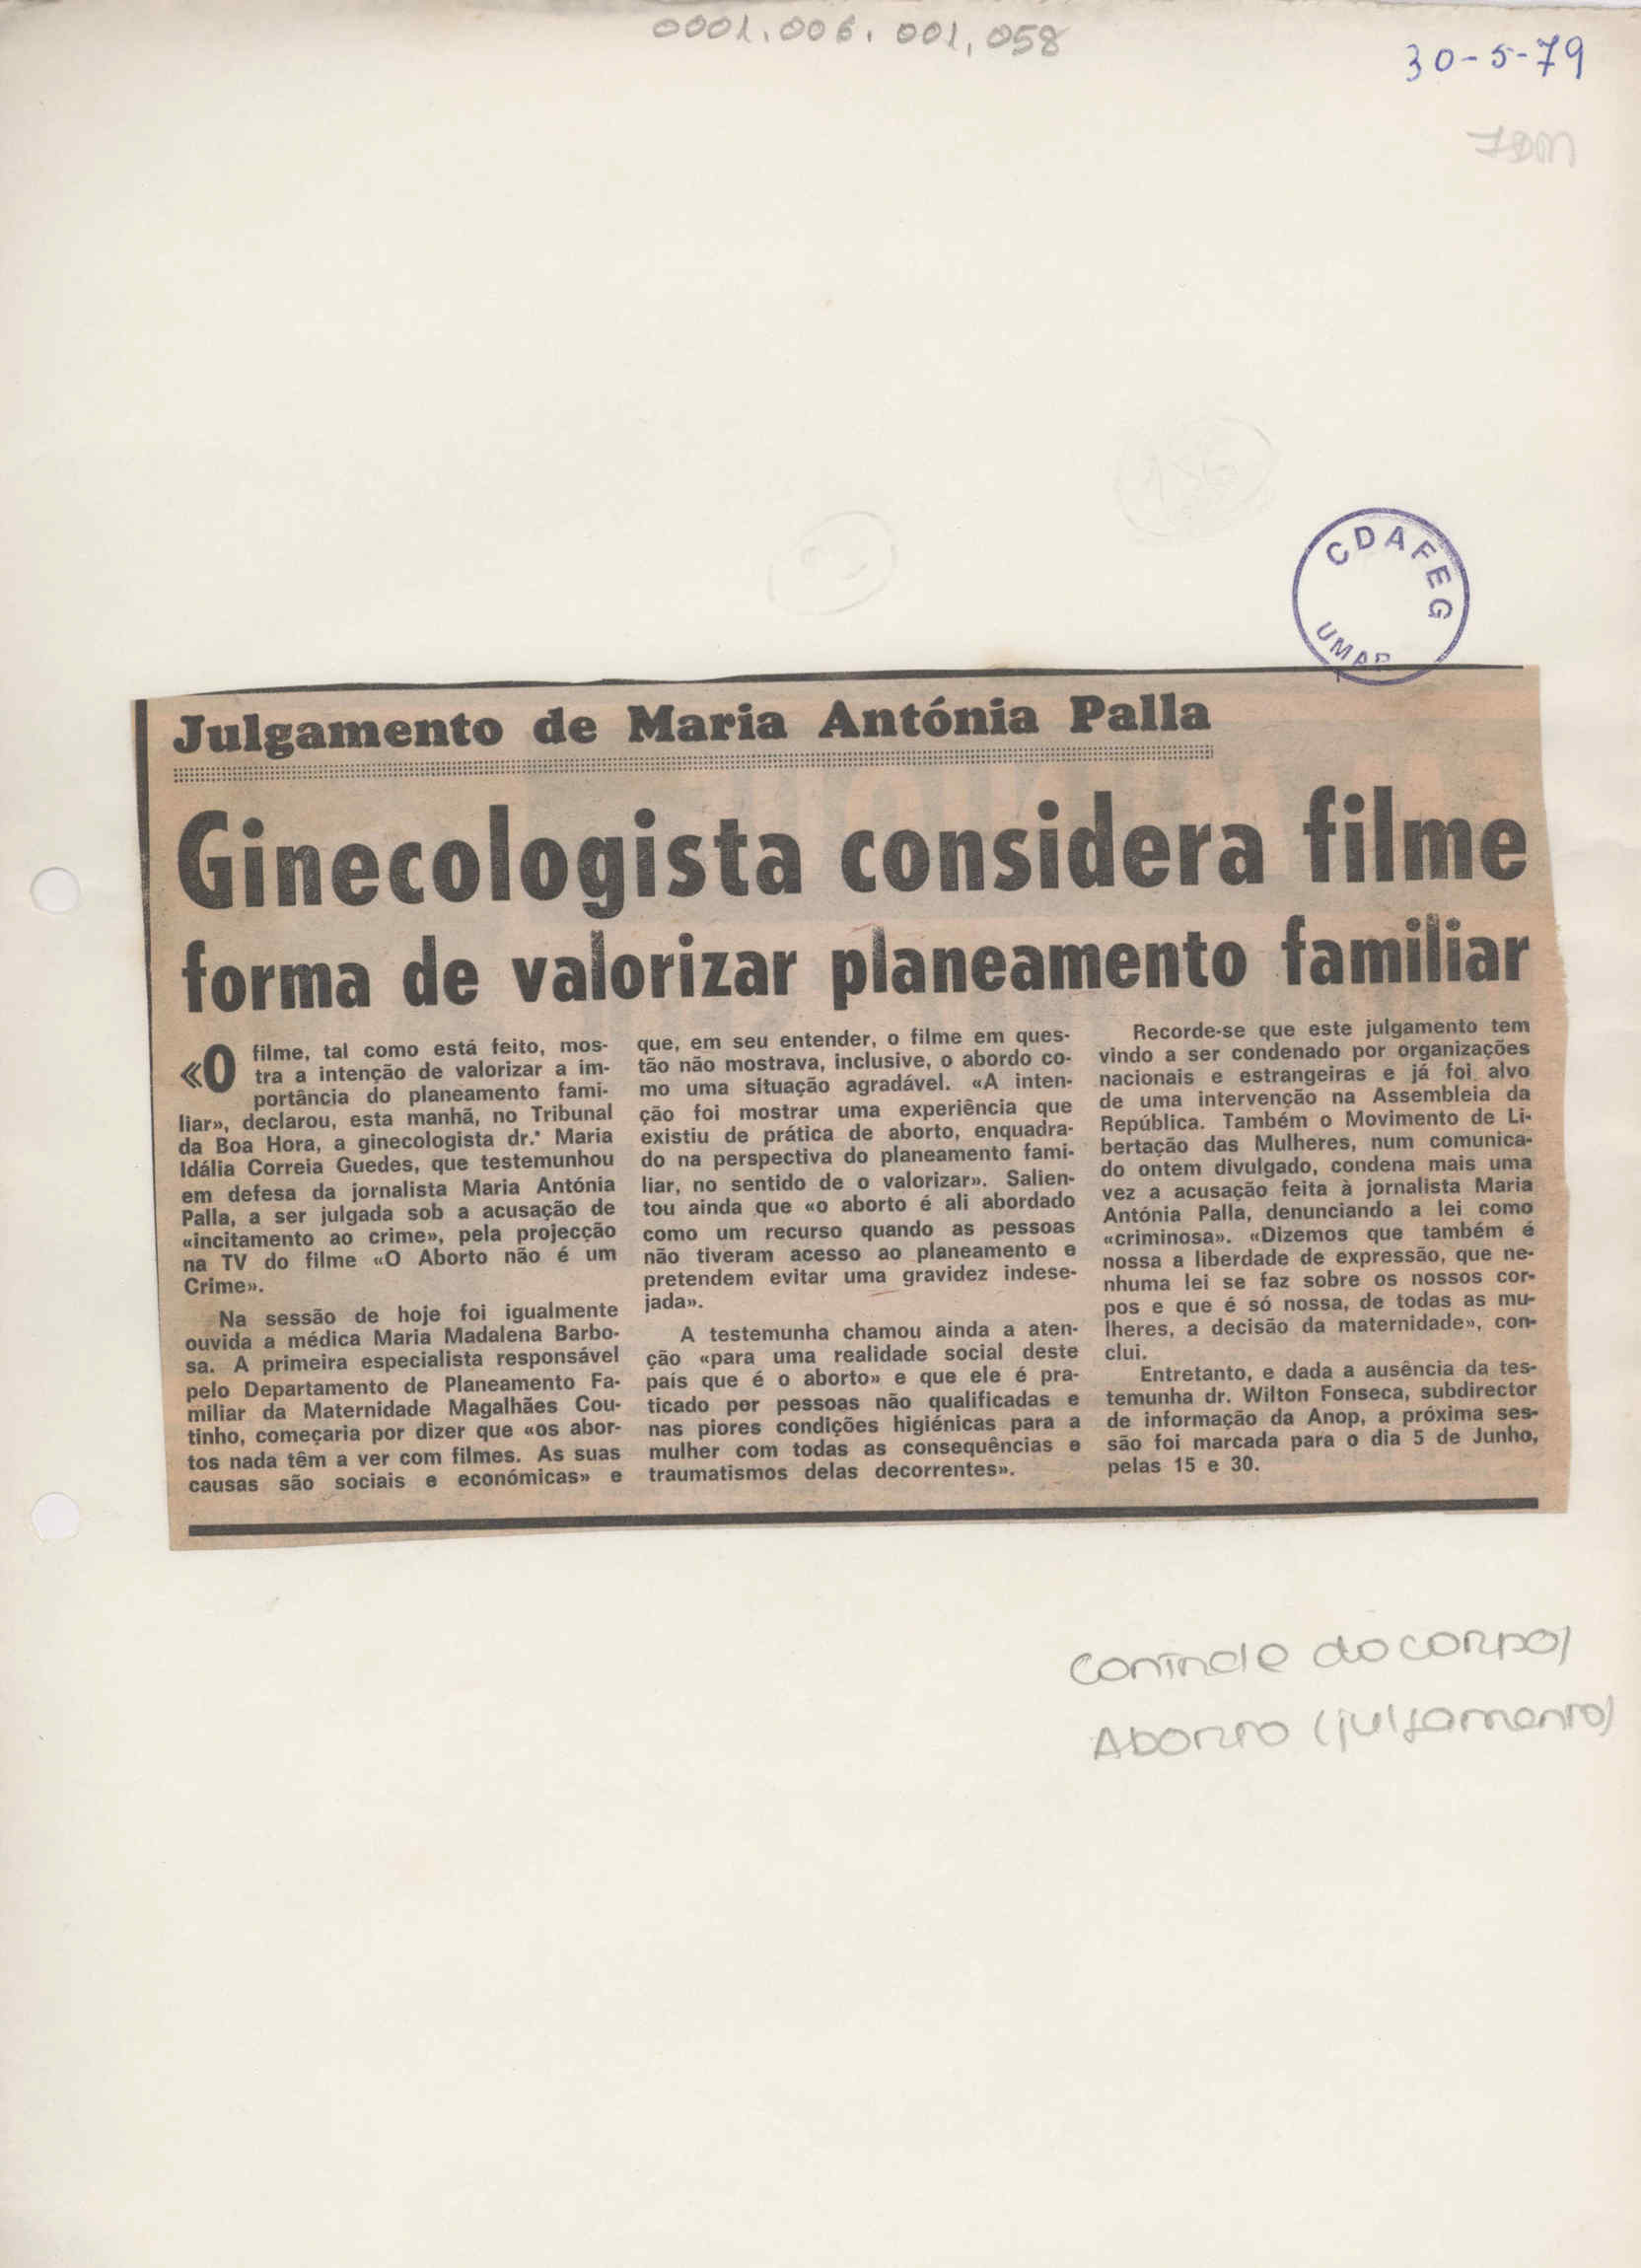 0001.006.001,058
30-5-79
CDAFEG
UMAR
Julgamento de Maria Antónia Palla
Ginecologista considera filme
forma de valorizar planeamento familiar
«O filme, tal como está feito, mos-
tra a intenção de valorizar a im-
portância do planeamento fami-
liar», declarou, esta manhã, no Tribunal
da Boa Hora, a ginecologista dr.ª Maria
Idália Correia Guedes, que testemunhou
em defesa da jornalista Maria Antónia
Palla, a ser julgada sob a acusação de
«incitamento ao crime», pela projecção
na TV do filme «O Aborto não é um
Crime».
Na sessão de hoje foi igualmente
ouvida a médica Maria Madalena Barbo-
sa. A primeira especialista responsável
pelo Departamento de Planeamento Fa-
miliar da Maternidade Magalhães Cou-
tinho, começaria por dizer que «os abor-
tos nada têm a ver com filmes. As suas
causas são sociais e económicas» e
que, em seu entender, o filme em ques-
tão não mostrava, inclusive, o abordo co-
mo uma situação agradável. «A inten-
ção foi mostrar uma experiência que
existiu de prática de aborto, enquadra-
do na perspectiva do planeamento fami-
liar, no sentido de o valorizar». Salien-
tou ainda que «o aborto é ali abordado
como um recurso quando as pessoas
não tiveram acesso ao planeamento e
pretendem evitar uma gravidez indese-
jada».
A testemunha chamou ainda a aten-
ção «para uma realidade social deste
país que é o aborto» e que ele é pra-
ticado por pessoas não qualificadas e
nas piores condições higiénicas para a
mulher com todas as consequências e
traumatismos delas decorrentes».
Recorde-se que este julgamento tem
vindo a ser condenado por organizações
nacionais e estrangeiras e já foi alvo
de uma intervenção na Assembleia da
República. Também o Movimento de Li-
bertação das Mulheres, num comunica-
do ontem divulgado, condena mais uma
vez a acusação feita à jornalista Maria
Antónia Palla, denunciando a lei como
«criminosa». «Dizemos que também é
nossa a liberdade de expressão, que ne-
nhuma lei se faz sobre os nossos cor-
pos e que é só nossa, de todas as mu-
lheres, a decisão da maternidade», con-
clui.
Entretanto, e dada a ausência da tes-
temunha dr. Wilton Fonseca, subdirector
de informação da Anop, a próxima ses-
são foi marcada para o dia 5 de Junho,
pelas 15 e 30.
Controle do corpo/
Aborto (julgamento)